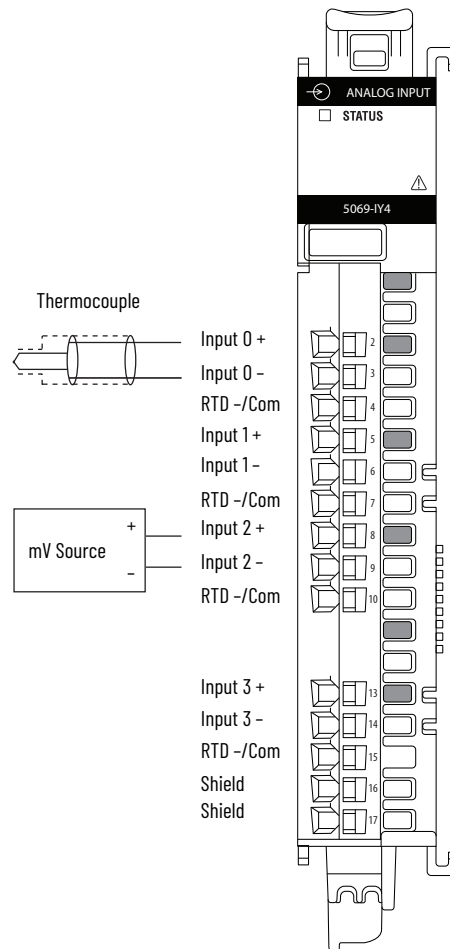 ANALOG INPUT
STATUS
5069-IY4
Thermocouple
Input 0 +
2
Input 0 –
3
RTD –/Com
4
Input 1 +
5
Input 1 –
6
RTD –/Com
7
Input 2 +
8
mV Source
+
–
Input 2 –
9
RTD –/Com
10
Input 3 +
13
Input 3 –
14
RTD –/Com
15
Shield
16
Shield
17